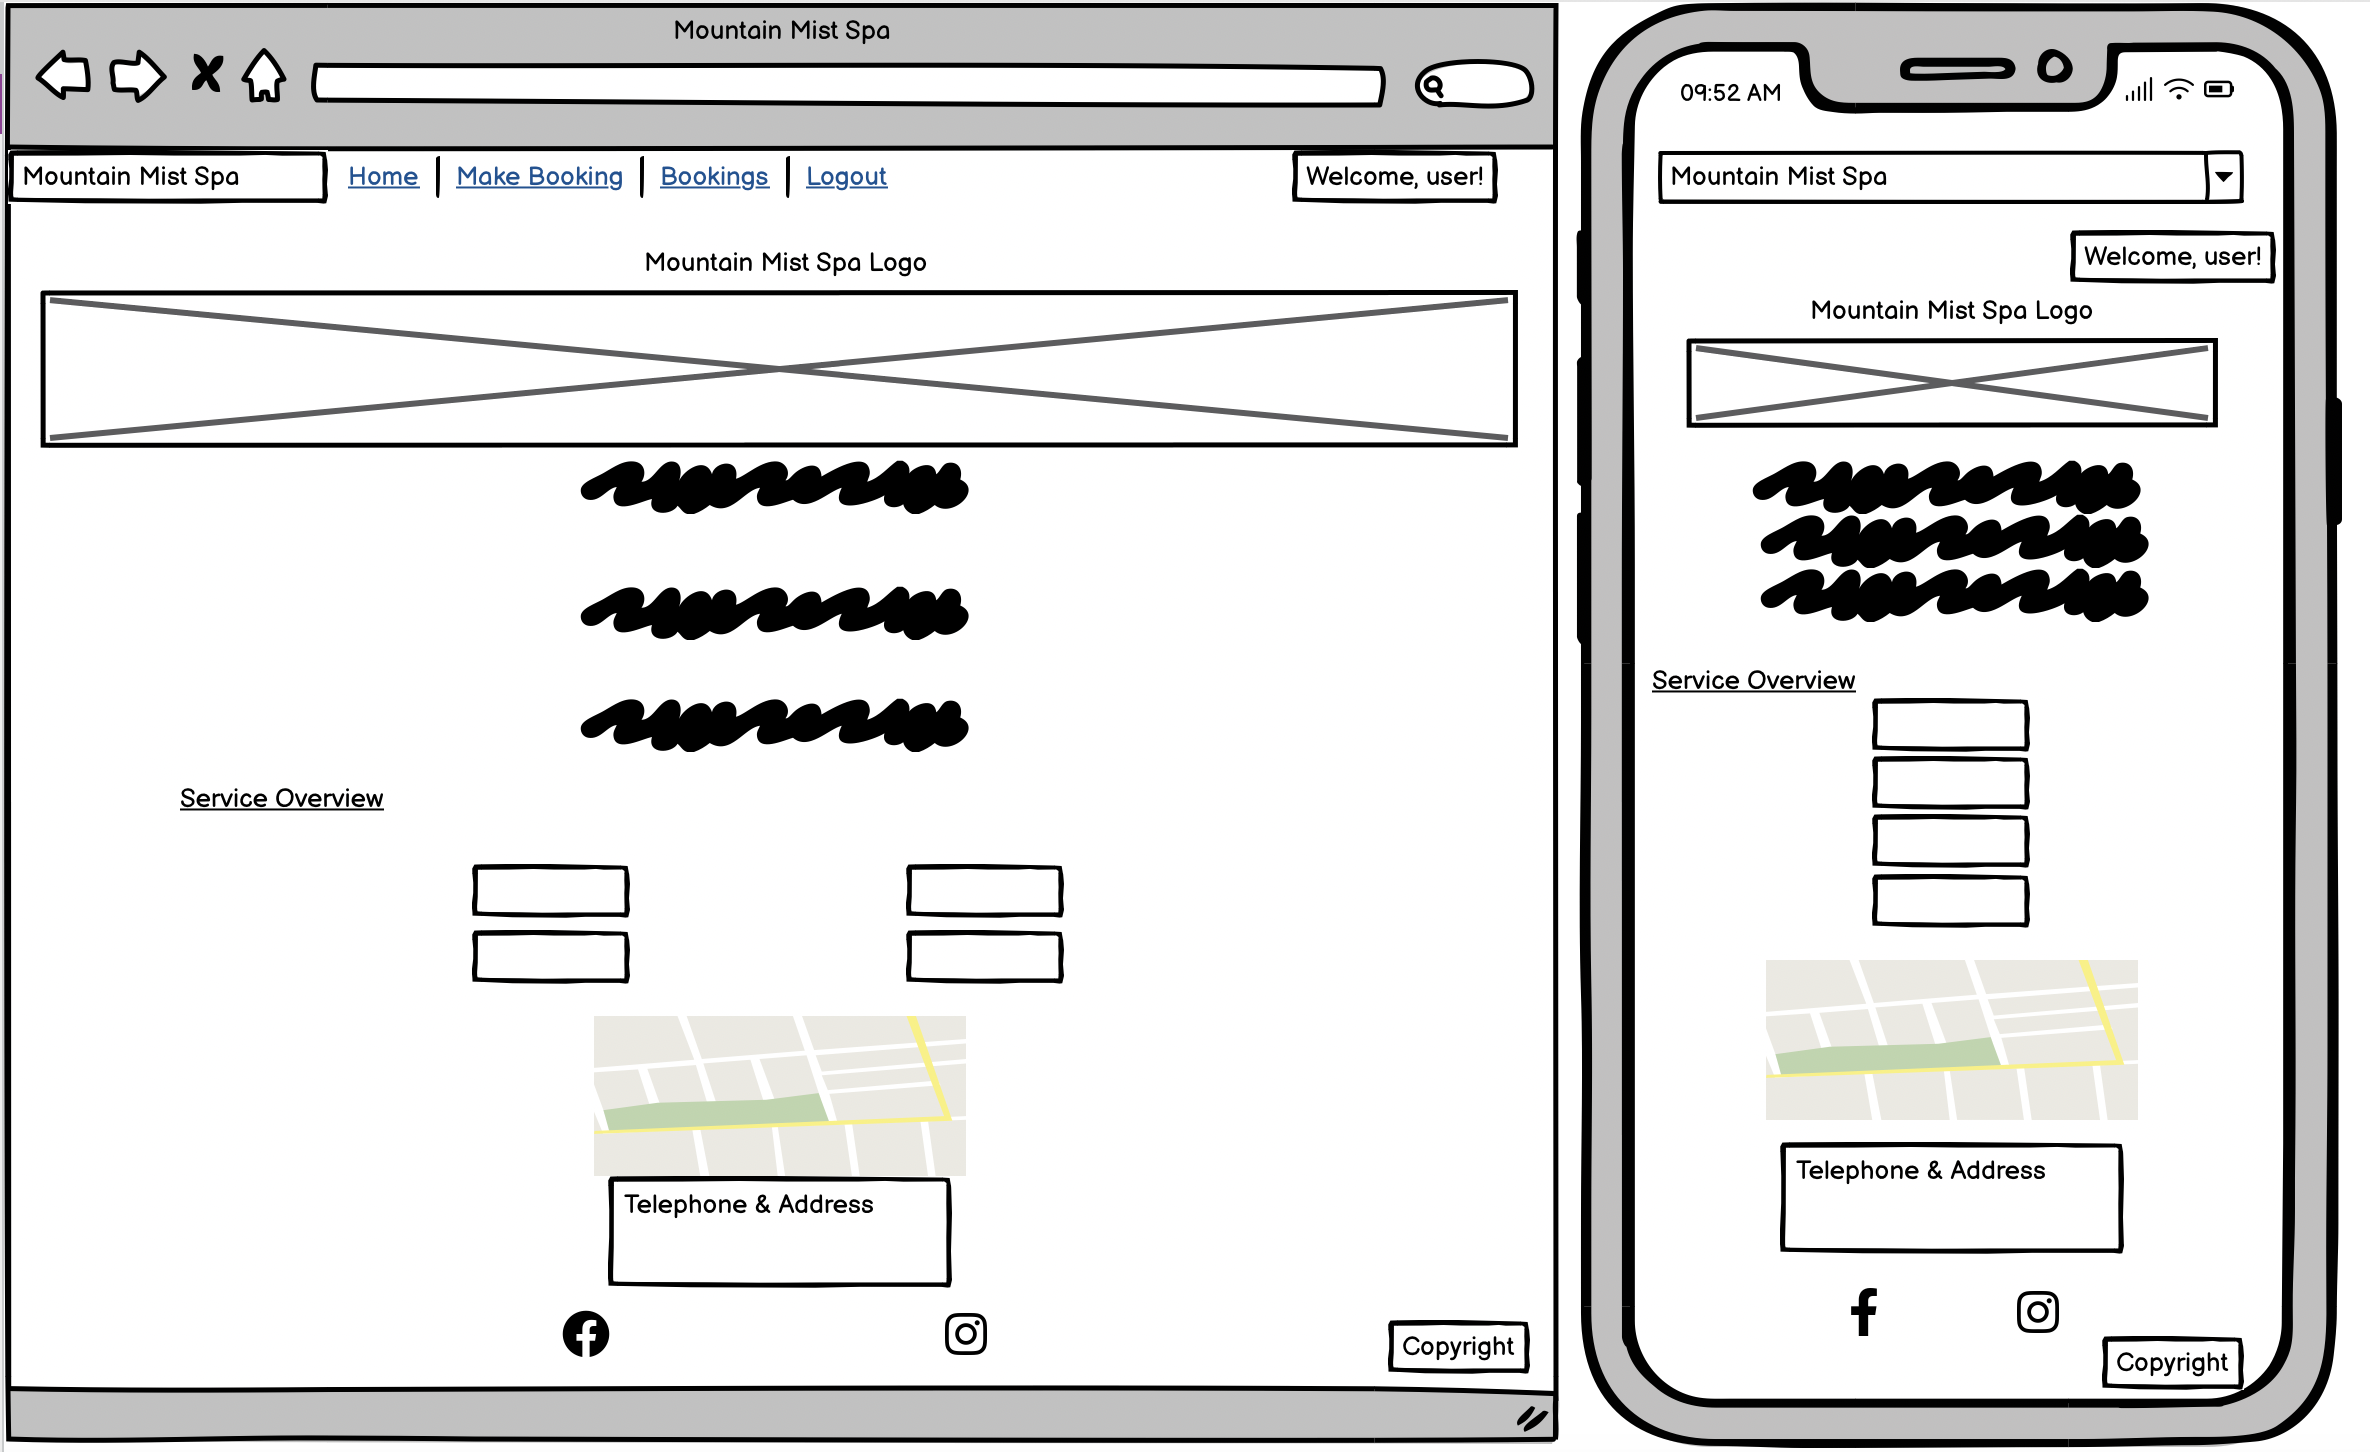 Mountain Mist Spa
Mountain Mist Spa
Home
Make Booking
Bookings
Logout
Welcome, user!
Mountain Mist Spa Logo
Service Overview
Telephone & Address
Copyright
09:52 AM
Mountain Mist Spa
Welcome, user!
Mountain Mist Spa Logo
Service Overview
Telephone & Address
Copyright